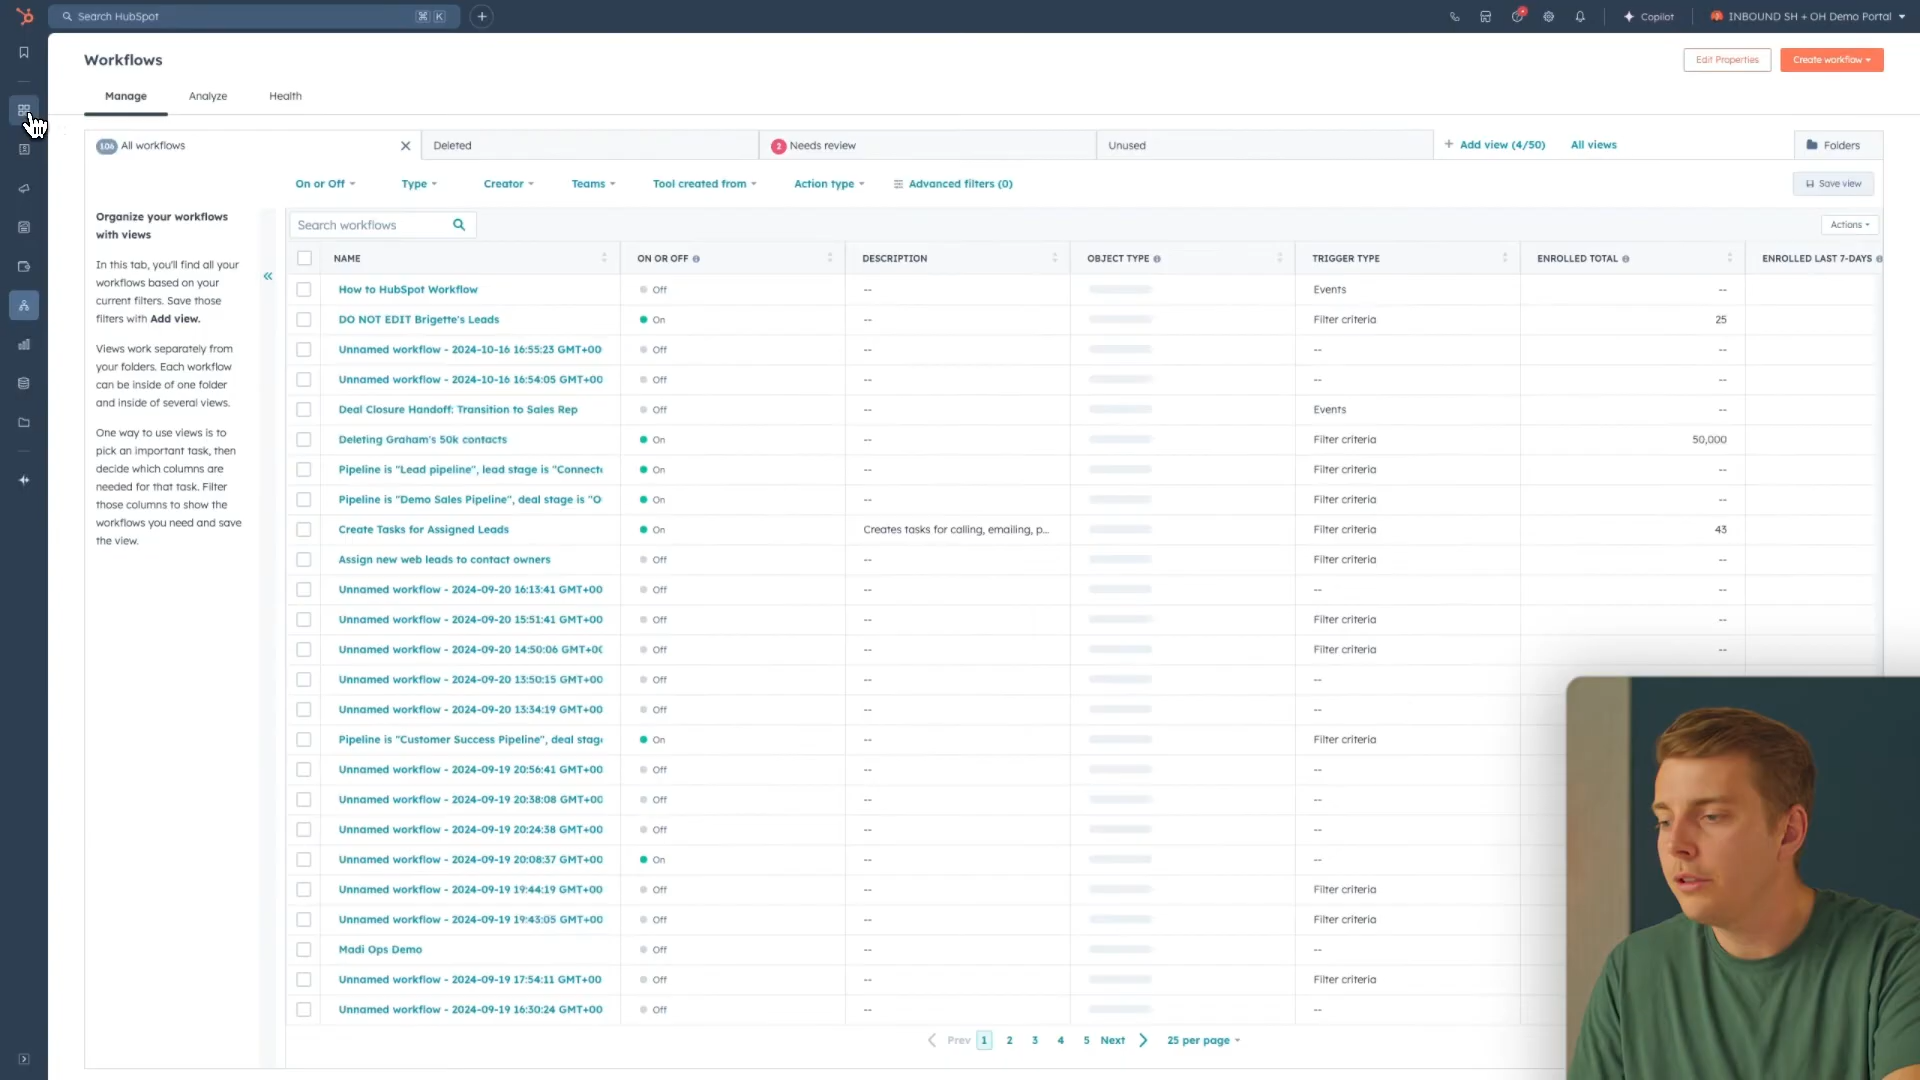 Search HubSpot
⌘ K
Copilot
INBOUND SH + OH Demo Portal
Workflows
Edit Properties
Create workflow
Manage
Analyze
Health
104 All workflows
Deleted
2 Needs review
Unused
+ Add view (4/50)
All views
Folders
On or Off
Type
Creator
Teams
Tool created from
Action type
Advanced filters (0)
Save view
Organize your workflows
with views
In this tab, you'll find all your
workflows based on your
current filters. Save those
filters with Add view.
Views work separately from
your folders. Each workflow
can be inside of one folder
and inside of several views.
One way to use views is to
pick an important task, then
decide which columns are
needed for that task. Filter
those columns to show the
workflows you need and save
the view.
Search workflows
Actions
NAME ON OR OFF DESCRIPTION OBJECT TYPE TRIGGER TYPE ENROLLED TOTAL ENROLLED LAST 7-DAYS
How to HubSpot Workflow Off -- Events --
DO NOT EDIT Brigette's Leads On -- Filter criteria 25
Unnamed workflow - 2024-10-16 16:55:23 GMT+00 Off -- -- --
Unnamed workflow - 2024-10-16 16:54:05 GMT+00 Off -- -- --
Deal Closure Handoff: Transition to Sales Rep Off -- Events --
Deleting Graham's 50k contacts On -- Filter criteria 50,000
Pipeline is "Lead pipeline", lead stage is "Connecte On -- Filter criteria --
Pipeline is "Demo Sales Pipeline", deal stage is "O On -- Filter criteria --
Create Tasks for Assigned Leads On Creates tasks for calling, emailing, p... Filter criteria 43
Assign new web leads to contact owners Off -- Filter criteria --
Unnamed workflow - 2024-09-20 16:13:41 GMT+00 Off -- -- --
Unnamed workflow - 2024-09-20 15:51:41 GMT+00 Off -- Filter criteria --
Unnamed workflow - 2024-09-20 14:50:06 GMT+00 Off -- Filter criteria --
Unnamed workflow - 2024-09-20 13:50:15 GMT+00 Off -- --
Unnamed workflow - 2024-09-20 13:34:19 GMT+00 Off -- --
Pipeline is "Customer Success Pipeline", deal stage On -- Filter criteria
Unnamed workflow - 2024-09-19 20:56:41 GMT+00 Off -- --
Unnamed workflow - 2024-09-19 20:38:08 GMT+00 Off -- --
Unnamed workflow - 2024-09-19 20:24:38 GMT+00 Off -- --
Unnamed workflow - 2024-09-19 20:08:37 GMT+00 On -- --
Unnamed workflow - 2024-09-19 19:44:19 GMT+00 Off -- Filter criteria
Unnamed workflow - 2024-09-19 19:43:05 GMT+00 Off -- Filter criteria
Madi Ops Demo Off -- --
Unnamed workflow - 2024-09-19 17:54:11 GMT+00 Off -- Filter criteria
Unnamed workflow - 2024-09-19 16:30:24 GMT+00 Off -- --
Prev 1 2 3 4 5 Next 25 per page